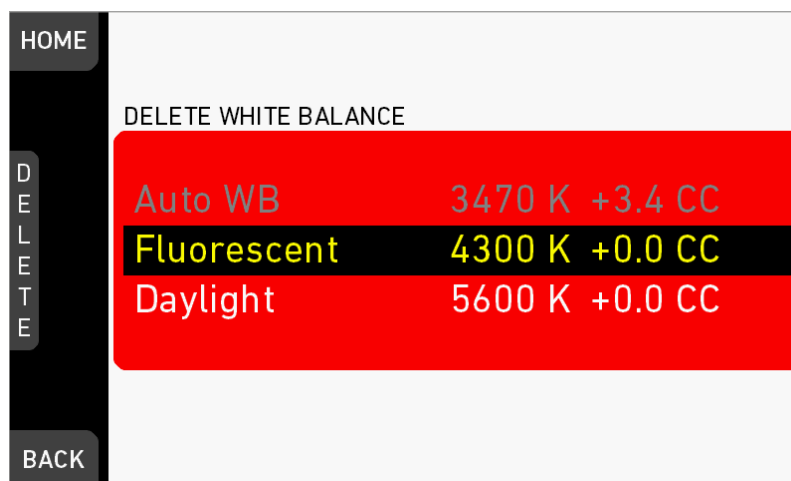 HOME
DELETE WHITE BALANCE
DELETE
Auto WB 3470 K +3.4 CC
Fluorescent 4300 K +0.0 CC
Daylight 5600 K +0.0 CC
BACK